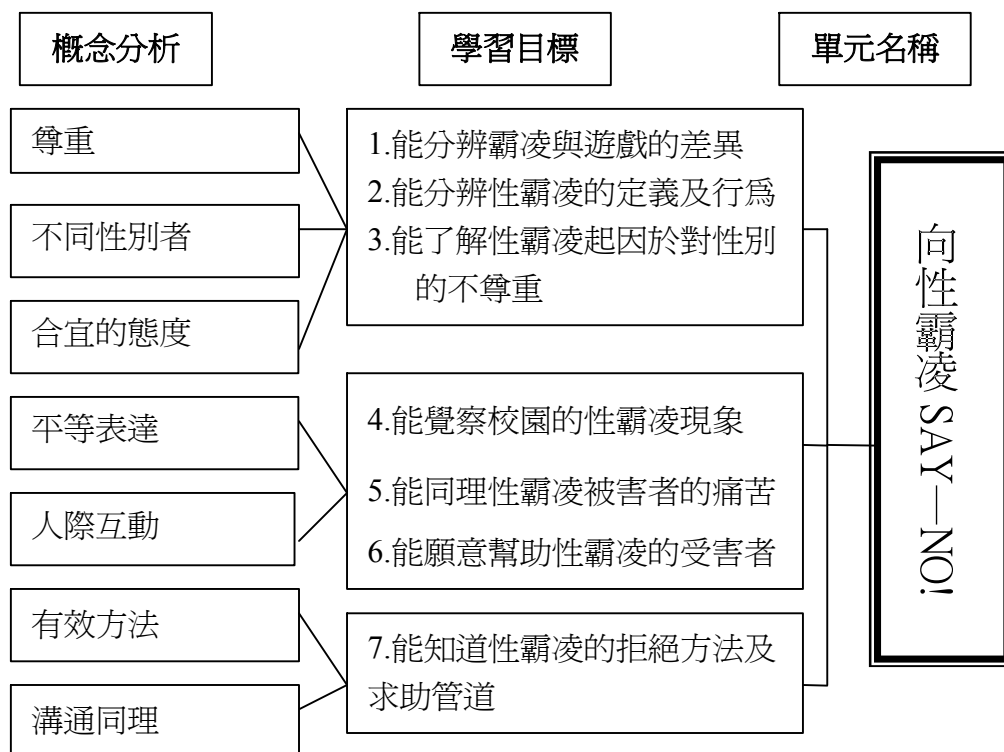 概念分析
學習目標
單元名稱
尊重
不同性別者
合宜的態度
平等表達
人際互動
有效方法
溝通同理
1.能分辨霸凌與遊戲的差異
2.能分辨性霸凌的定義及行為
3.能了解性霸凌起因於對性別
的不尊重
4.能覺察校園的性霸凌現象
5.能同理性霸凌被害者的痛苦
6.能願意幫助性霸凌的受害者
7.能知道性霸凌的拒絕方法及
求助管道
向性霸凌 SAY—NO!